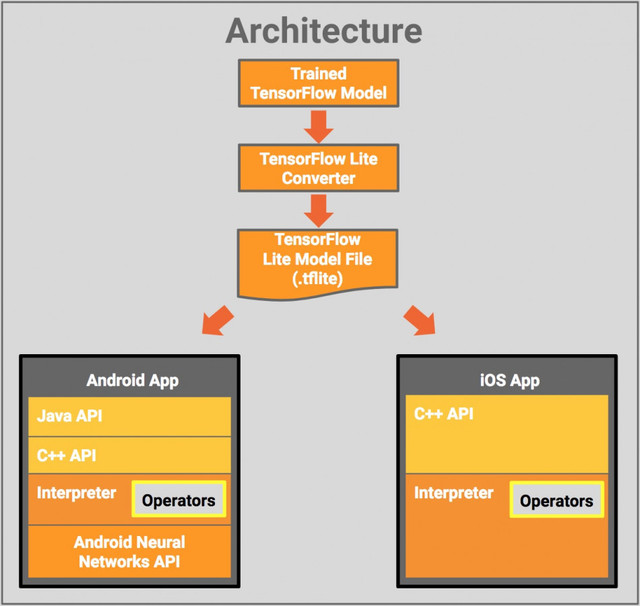 Architecture
Trained
TensorFlow Model
TensorFlow Lite
Converter
TensorFlow
Lite Model File
(.tflite)
Android App
Java API
C++ API
Interpreter
Operators
Android Neural
Networks API
iOS App
C++ API
Interpreter
Operators